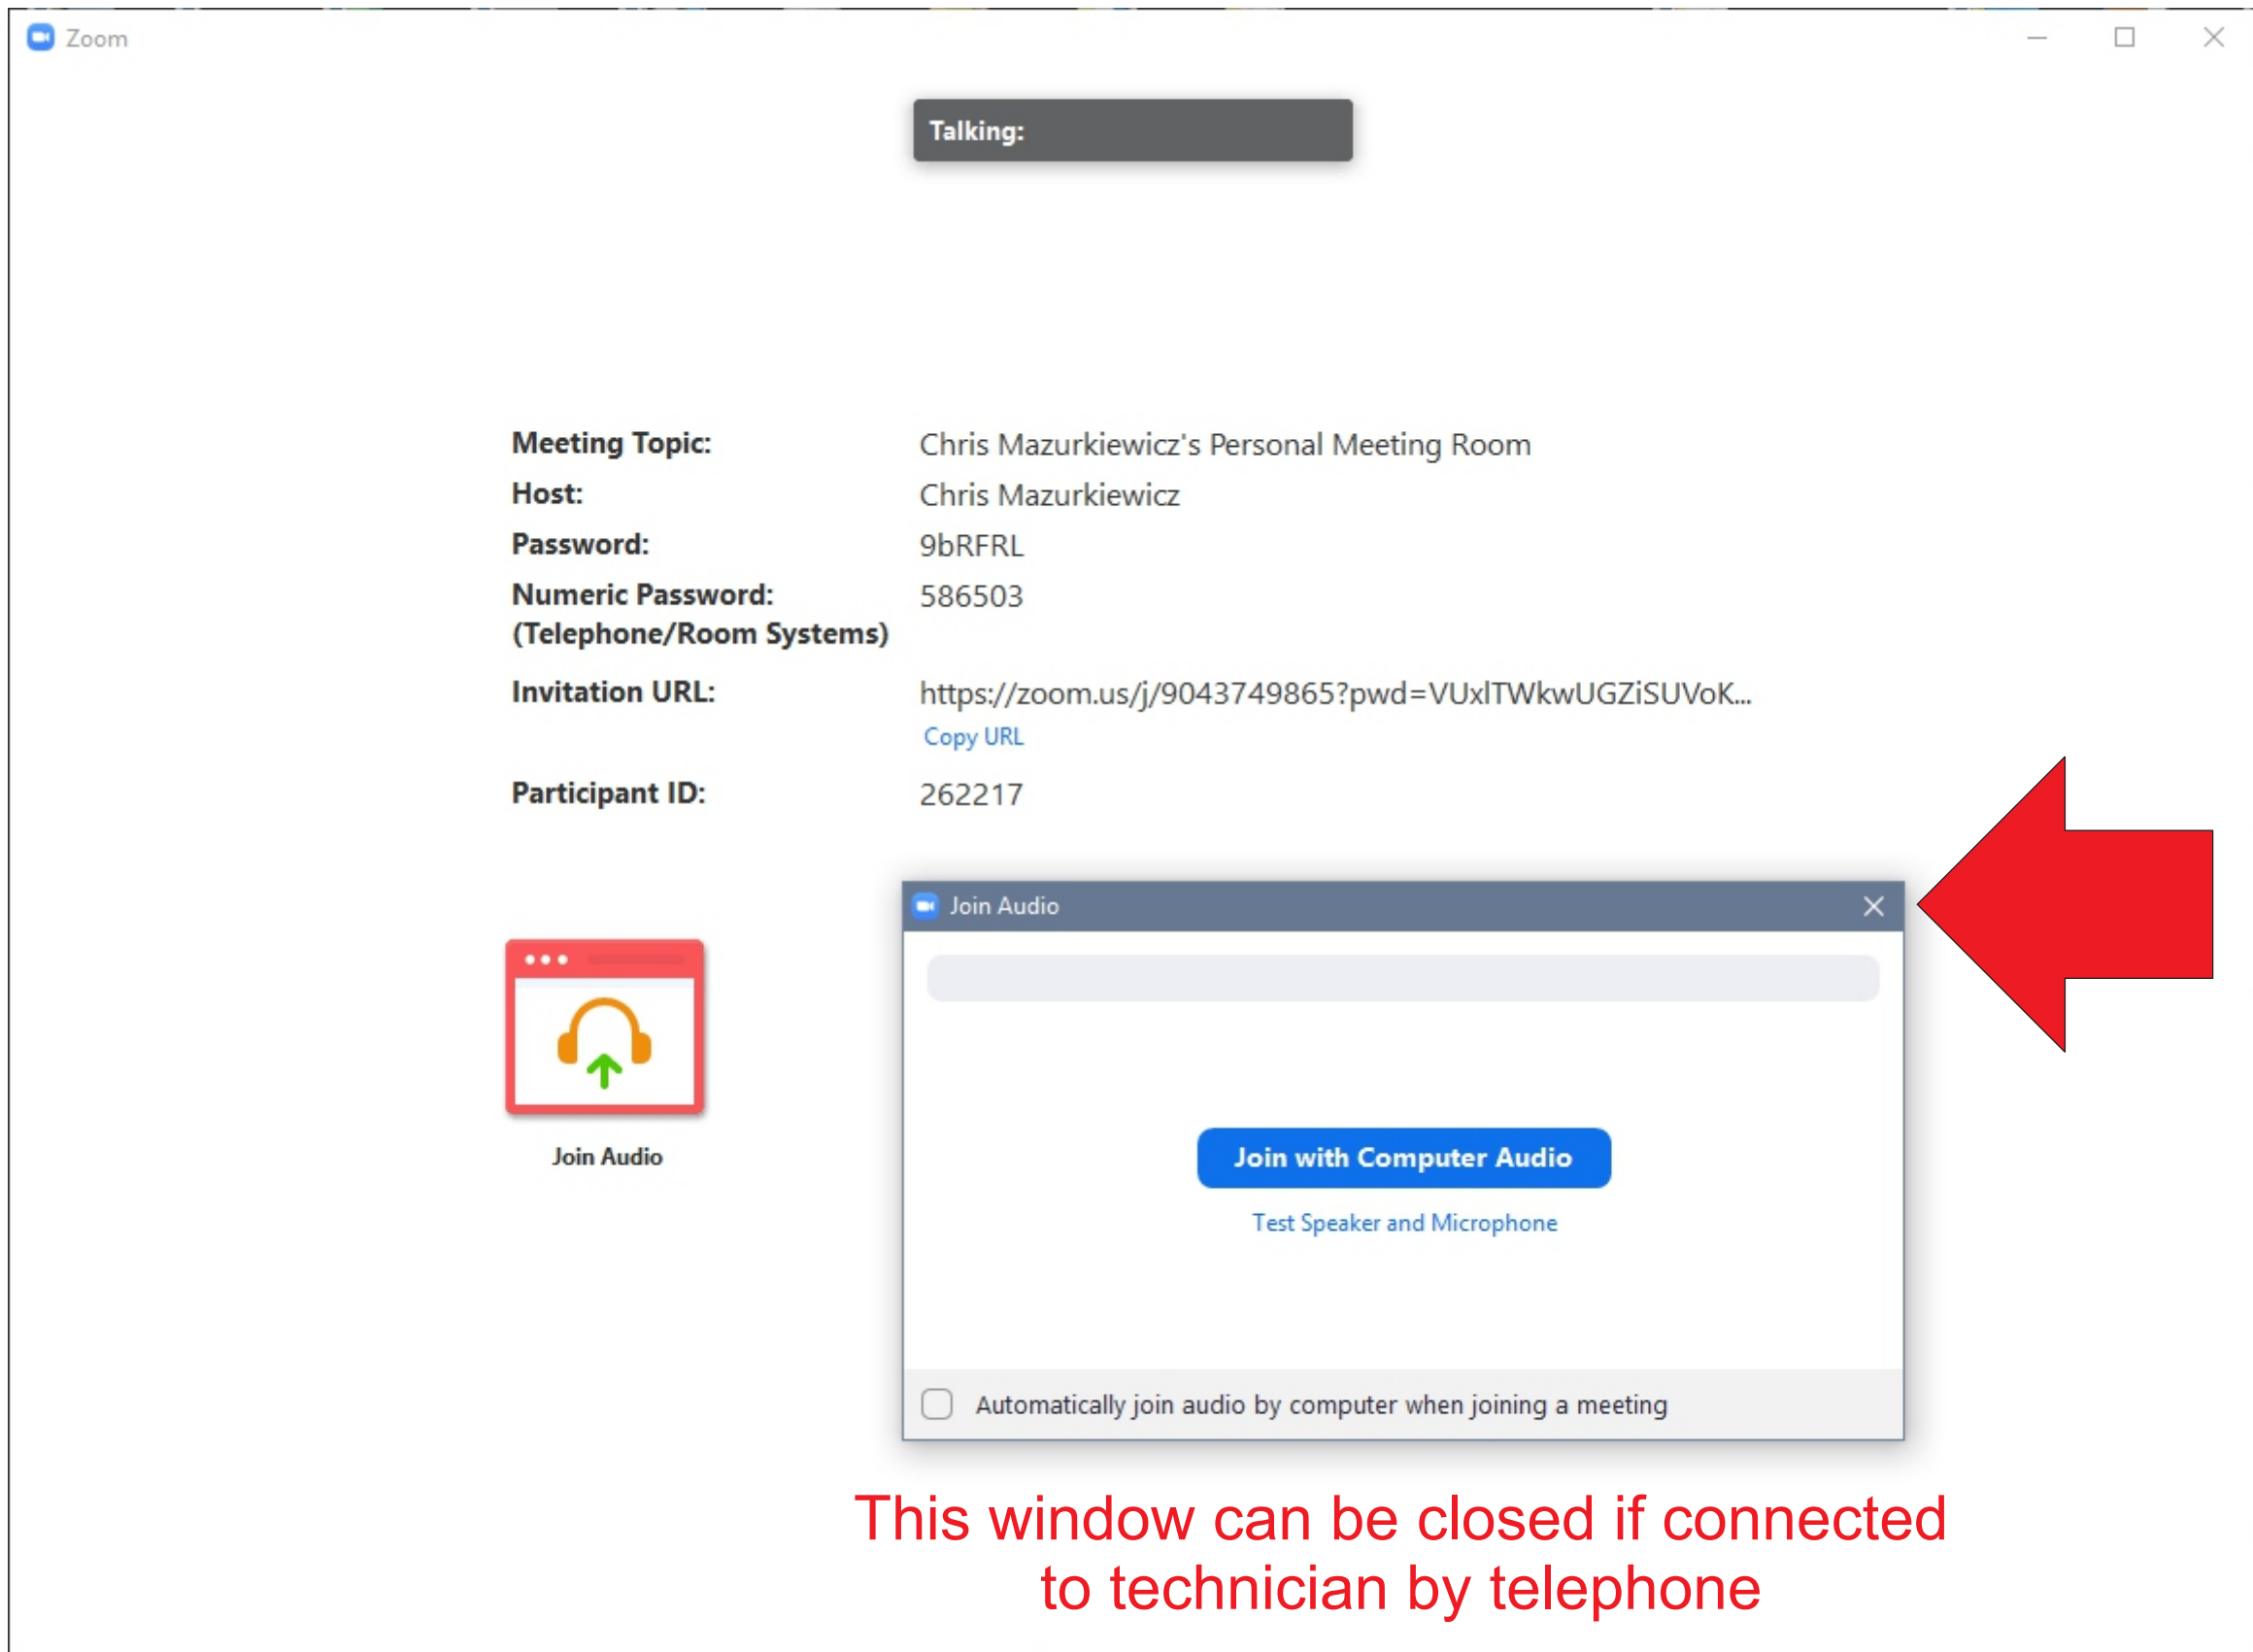 Zoom
Talking:
Meeting Topic: Chris Mazurkiewicz's Personal Meeting Room
Host: Chris Mazurkiewicz
Password: 9bRFRL
Numeric Password: 586503
(Telephone/Room Systems)
Invitation URL: https://zoom.us/j/9043749865?pwd=VUxlTWkwUGZiSUVoK...
Copy URL
Participant ID: 262217
Join Audio
Join Audio
Join with Computer Audio
Test Speaker and Microphone
Automatically join audio by computer when joining a meeting
This window can be closed if connected
to technician by telephone